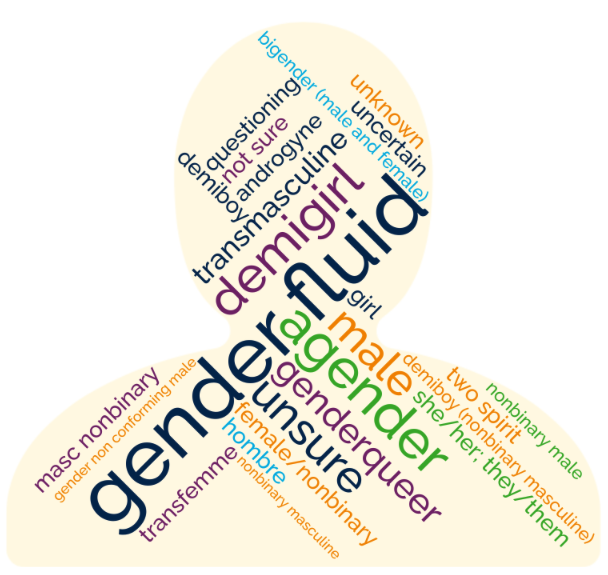 bigender (male and female)
unknown
uncertain
questioning
not sure
androgyne
demiboy
transmasculine
demigirl
gender fluid
girl
agender
male
genderqueer
unsure
demiboy (nonbinary masculine)
two spirit
nonbinary male
she/her; they/them
masc nonbinary
gender non conforming male
female/nonbinary
hombre
transfemme
nonbinary masculine